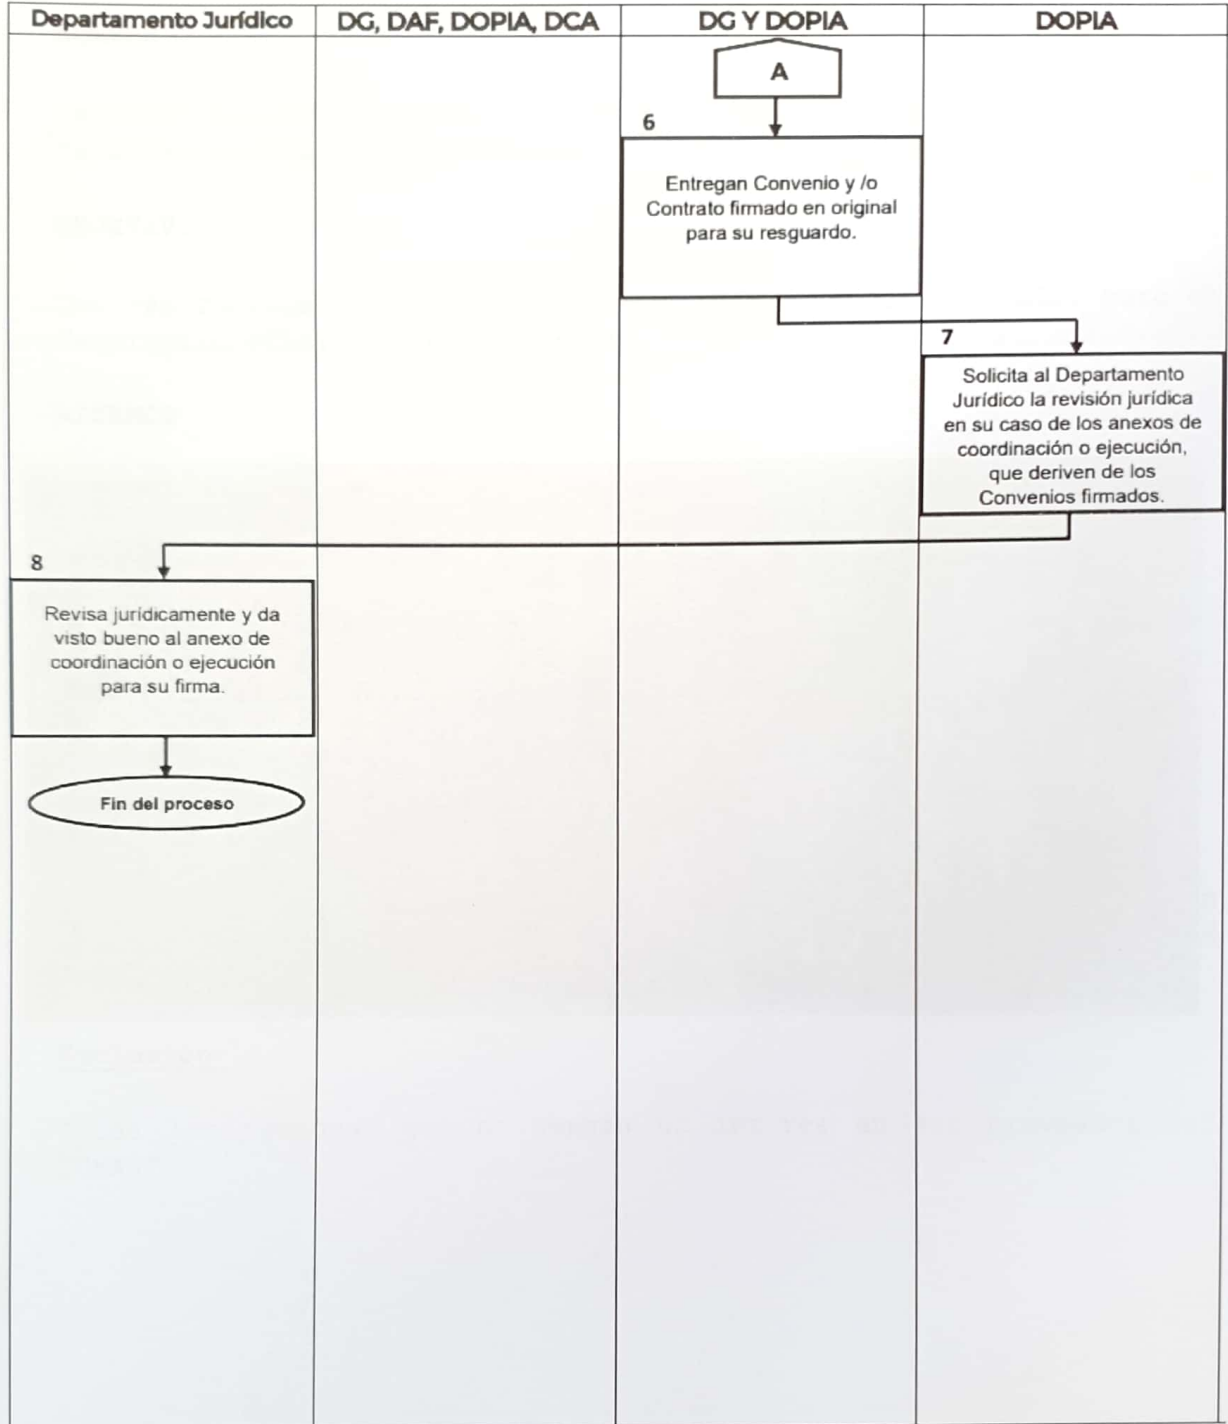 Departamento Jurídico
DG, DAF, DOPIA, DCA
DG Y DOPIA
DOPIA
A
6
Entregan Convenio y /o
Contrato firmado en original
para su resguardo.
7
Solicita al Departamento
Jurídico la revisión jurídica
en su caso de los anexos de
coordinación o ejecución,
que deriven de los
Convenios firmados.
8
Revisa jurídicamente y da
visto bueno al anexo de
coordinación o ejecución
para su firma.
Fin del proceso